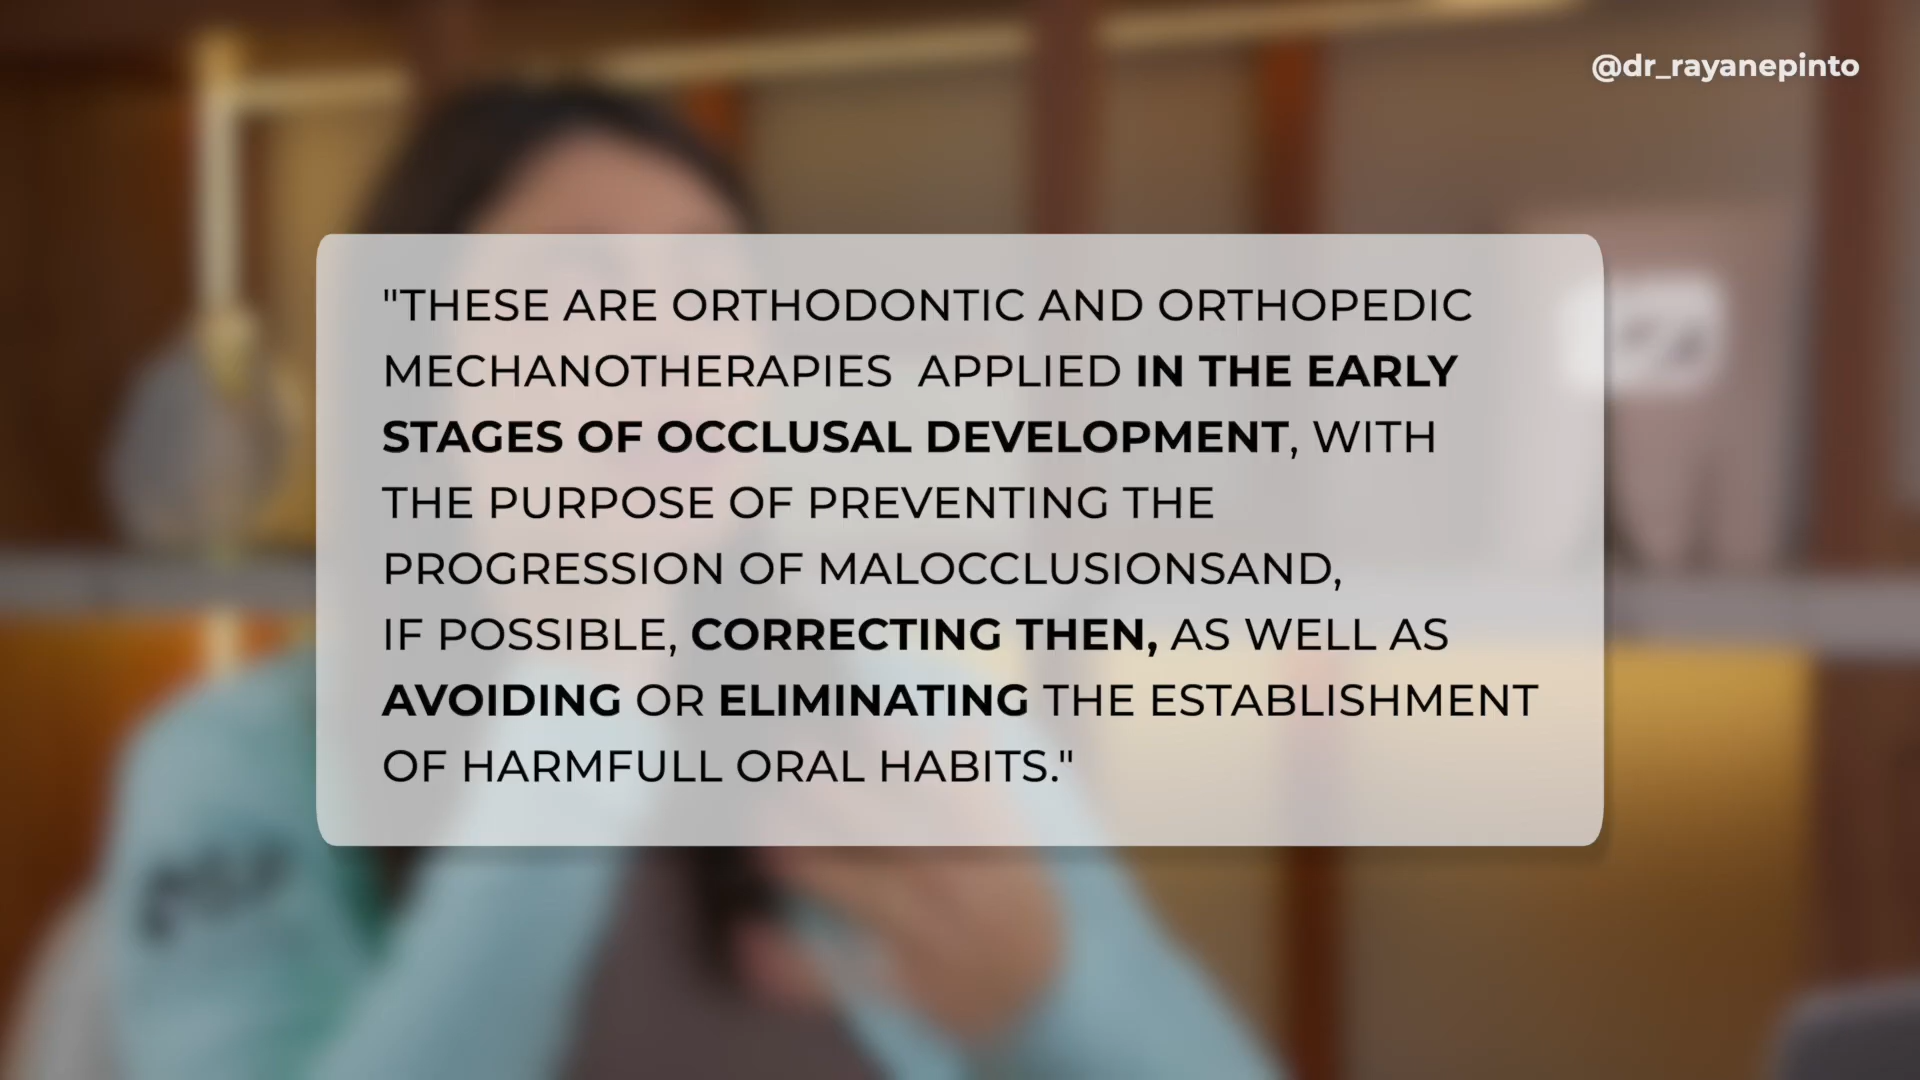 @dr_rayanepinto
"THESE ARE ORTHODONTIC AND ORTHOPEDIC
MECHANOTHERAPIES APPLIED IN THE EARLY
STAGES OF OCCLUSAL DEVELOPMENT, WITH
THE PURPOSE OF PREVENTING THE
PROGRESSION OF MALOCCLUSIONSAND,
IF POSSIBLE, CORRECTING THEN, AS WELL AS
AVOIDING OR ELIMINATING THE ESTABLISHMENT
OF HARMFULL ORAL HABITS."